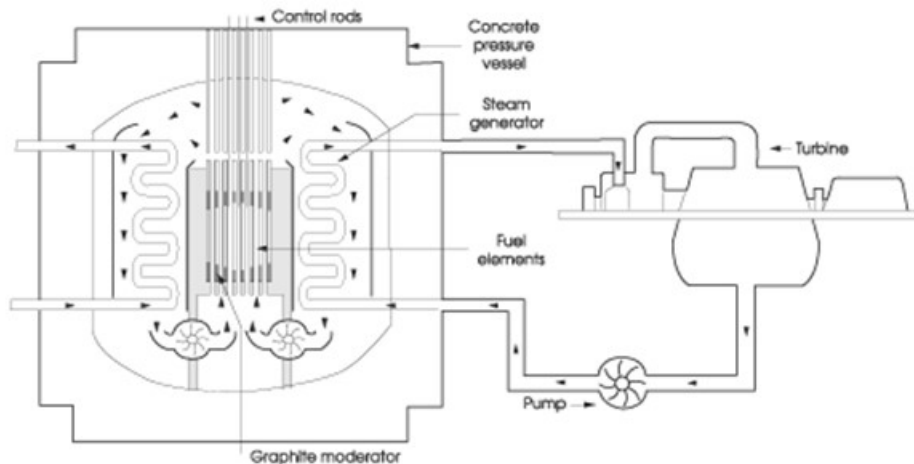 Control rods
Concrete
pressure
vessel
Steam
generator
Turbine
Fuel
elements
Pump
Graphite moderator